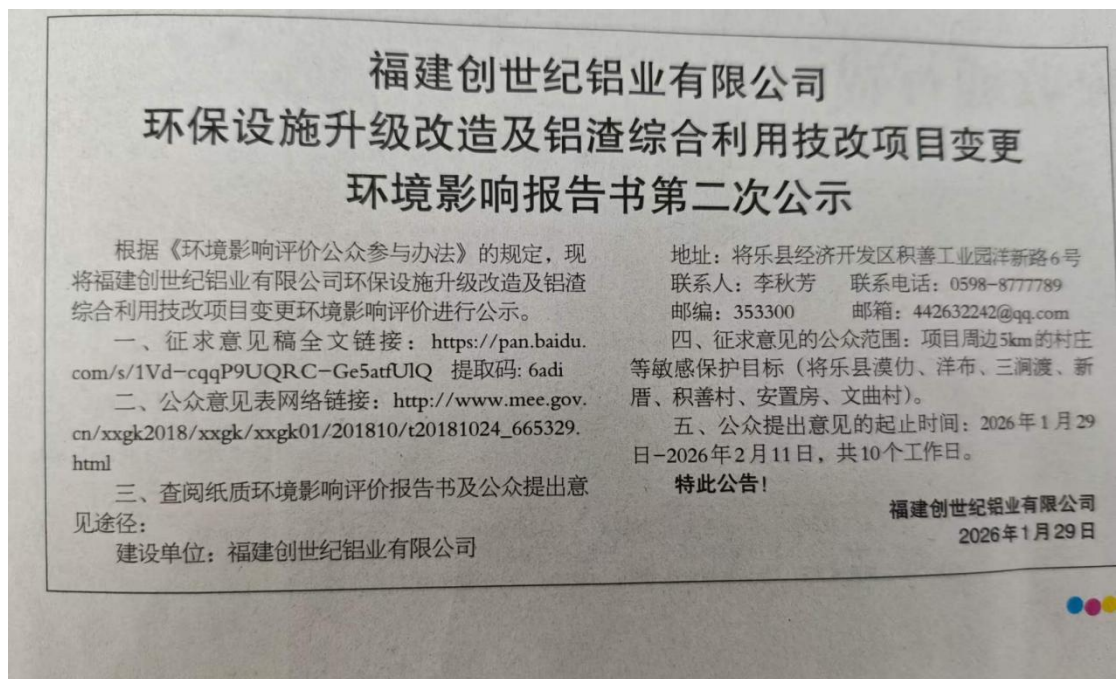 福建创世纪铝业有限公司
环保设施升级改造及铝渣综合利用技改项目变更
环境影响报告书第二次公示
根据《环境影响评价公众参与办法》的规定，现
将福建创世纪铝业有限公司环保设施升级改造及铝渣
综合利用技改项目变更环境影响评价进行公示。
一、征求意见稿全文链接：https://pan.baidu.
com/s/1Vd-cqqP9UQRC-Ge5atfUlQ 提取码: 6adi
二、公众意见表网络链接：http://www.mee.gov.
cn/xxgk2018/xxgk/xxgk01/201810/t20181024_665329.
html
三、查阅纸质环境影响评价报告书及公众提出意
见途径：
建设单位：福建创世纪铝业有限公司
地址：将乐县经济开发区积善工业园洋新路6号
联系人：李秋芳 联系电话：0598-8777789
邮编：353300 邮箱：442632242@qq.com
四、征求意见的公众范围：项目周边5km的村庄
等敏感保护目标（将乐县漠仂、洋布、三涧渡、新
厝、积善村、安置房、文曲村）。
五、公众提出意见的起止时间：2026年1月29
日-2026年2月11日，共10个工作日。
特此公告！
福建创世纪铝业有限公司
2026年1月29日